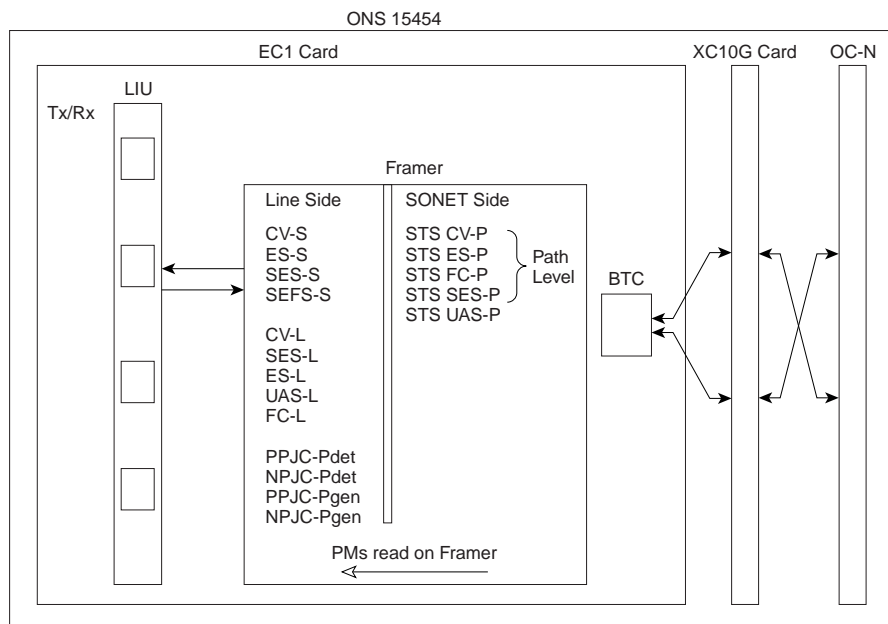 ONS 15454
EC1 Card
XC10G Card
OC-N
LIU
Tx/Rx
Framer
Line Side
SONET Side
CV-S
ES-S
SES-S
SEFS-S
CV-L
SES-L
ES-L
UAS-L
FC-L
PPJC-Pdet
NPJC-Pdet
PPJC-Pgen
NPJC-Pgen
STS CV-P
STS ES-P
STS FC-P
STS SES-P
STS UAS-P
Path
Level
BTC
PMs read on Framer